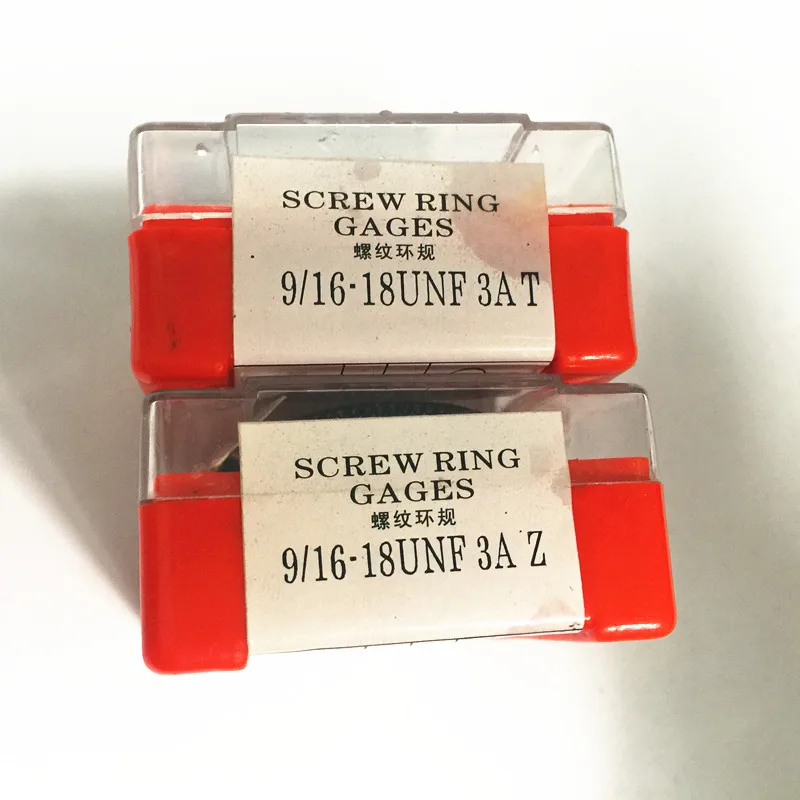 SCREW RING
GAGES
螺纹环规
9/16-18UNF 3A T
SCREW RING
GAGES
螺纹环规
9/16-18UNF 3A Z